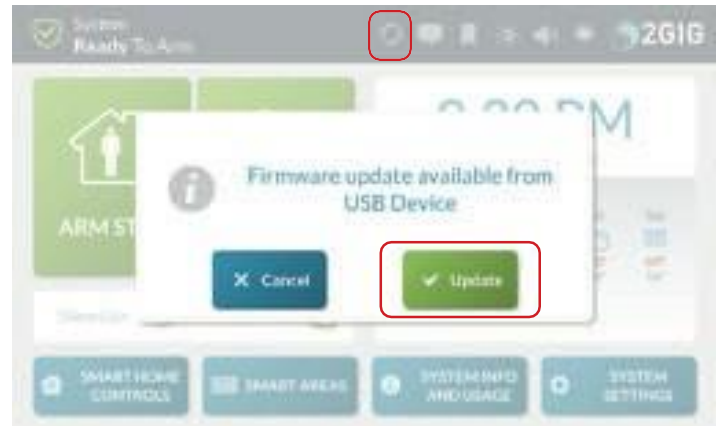 System
Ready To Arm
2GIG
PM
Firmware update available from
USB Device
ARM ST
Cancel
Update
SMART HOME
CONTROLS
SMART AREAS
SYSTEM INFO
AND USAGE
SYSTEM
SETTINGS